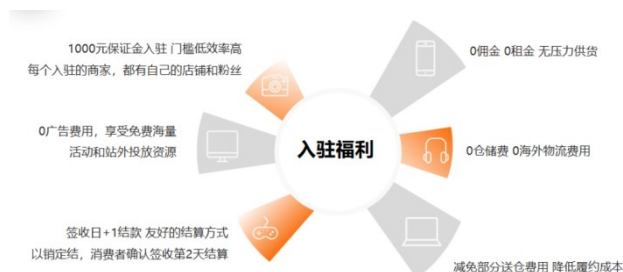 1000元保证金入驻 门槛低效率高
每个入驻的商家，都有自己的店铺和粉丝
0佣金 0租金 无压力供货
0广告费用，享受免费海量
活动和站外投放资源
入驻福利
0仓储费 0海外物流费用
签收日+1结款 友好的结算方式
以销定结，消费者确认签收第2天结算
减免部分送仓费用 降低履约成本